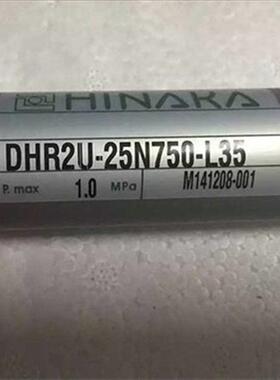 HINAKA
DHR2U-25N750-L35
P. max 1.0 MPa M141208-001